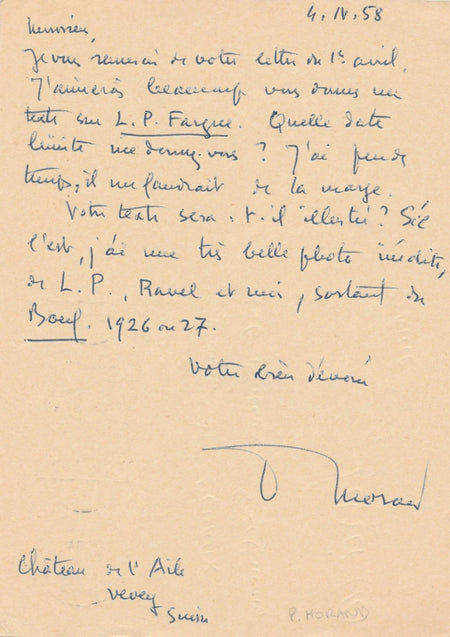 4. IV. 58
Monsieur,
Je vous remercie de votre lettre du 1er avril.
J'aimerais beaucoup vous donner un
texte sur L. P. Fargue. Quelle date
limite me donnez-vous ? J'ai peu de
temps, il me faudrait de la marge.
Votre texte sera-t-il illustré ? S'il
l'est, j'ai une très belle photo inédite,
de L. P., Ravel et moi, sortant du
Boeuf. 1926 ou 27.
Votre bien dévoué
P Morand
Château de l'Aile
Vevey
Suisse
P. MORAND